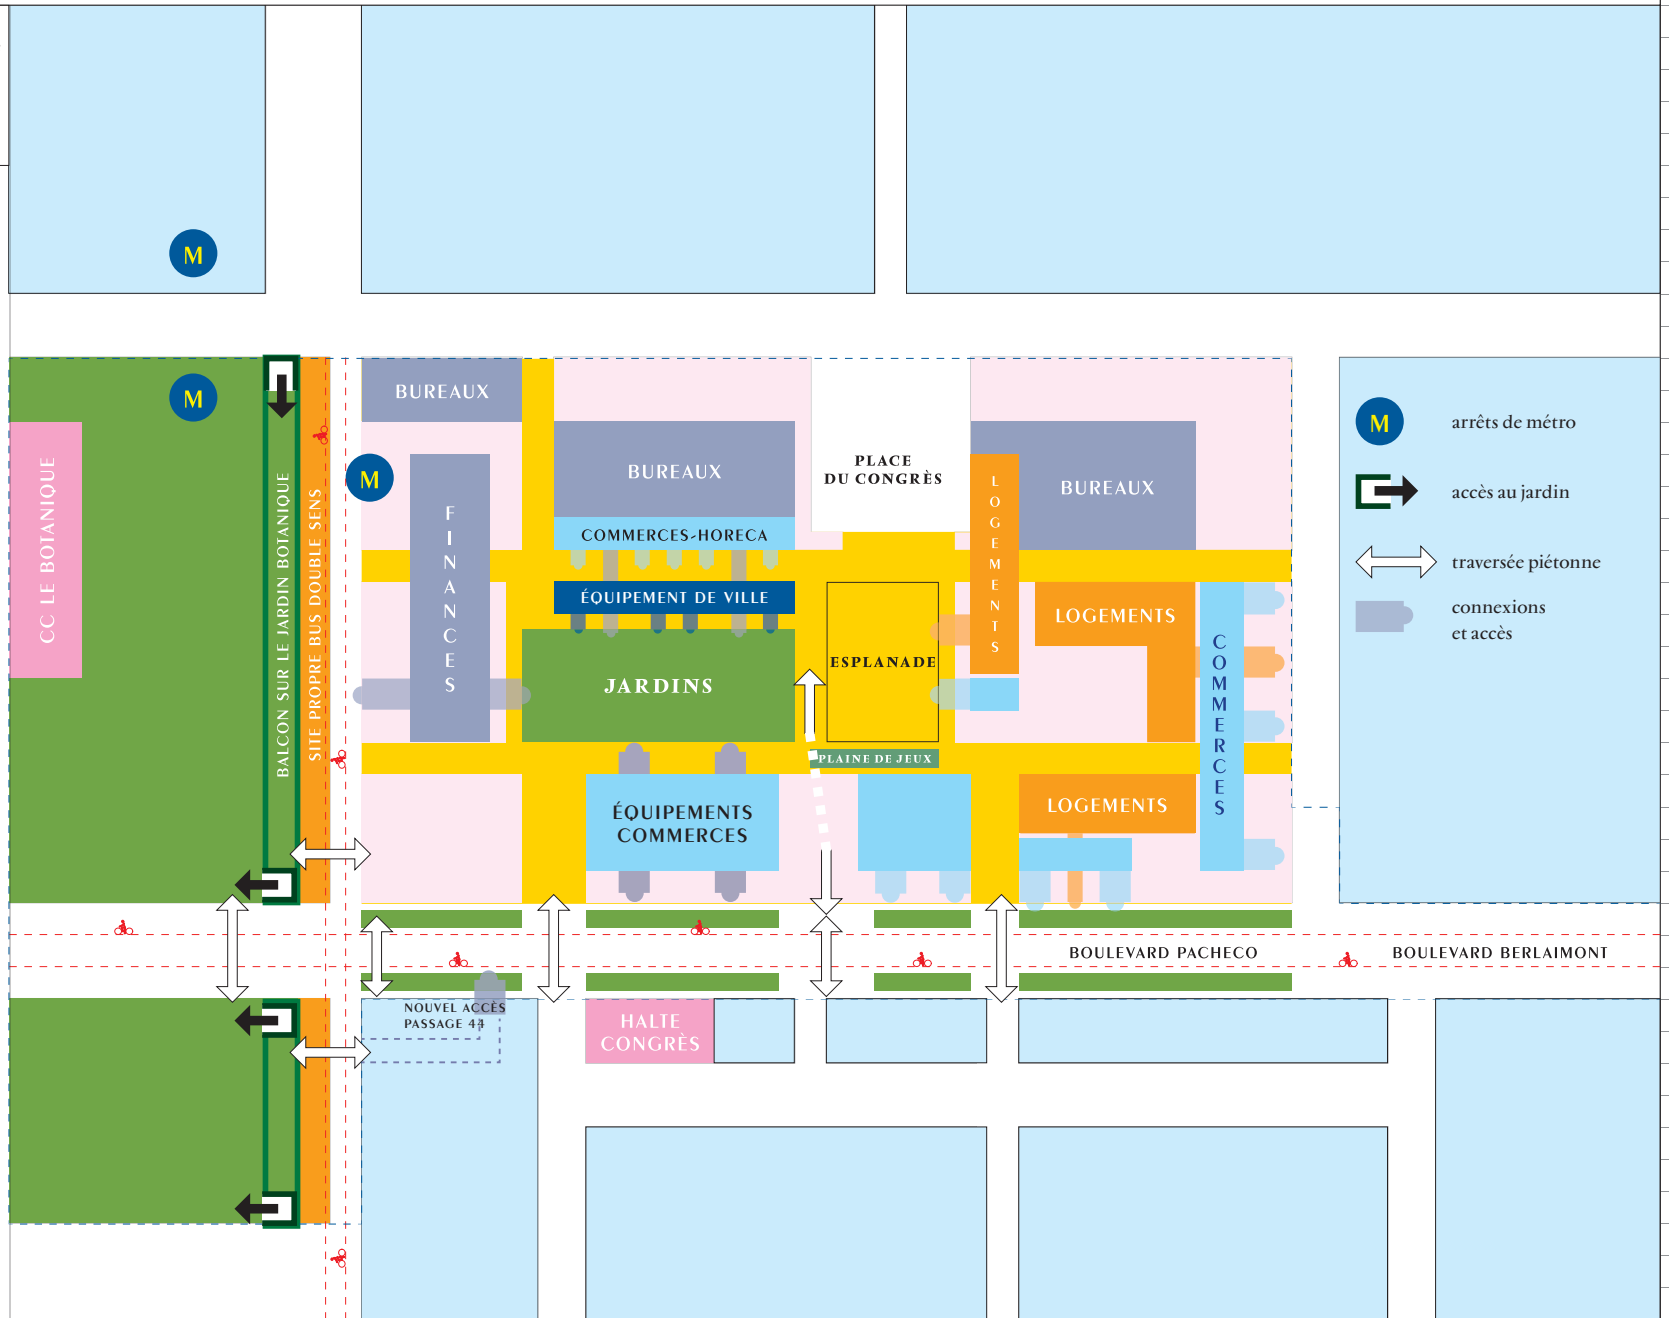 M
M
M
BUREAUX
CC LE BOTANIQUE
BALCON SUR LE JARDIN BOTANIQUE
SITE PROPRE BUS DOUBLE SENS
FINANCES
BUREAUX
COMMERCES-HORECA
ÉQUIPEMENT DE VILLE
JARDINS
PLACE
DU CONGRÈS
ESPLANADE
PLAINE DE JEUX
LOGEMENTS
BUREAUX
LOGEMENTS
COMMERCES
LOGEMENTS
ÉQUIPEMENTS
COMMERCES
M
arrêts de métro
accès au jardin
traversée piétonne
connexions
et accès
BOULEVARD PACHECO
BOULEVARD BERLAIMONT
NOUVEL ACCÈS
PASSAGE 44
HALTE
CONGRÈS